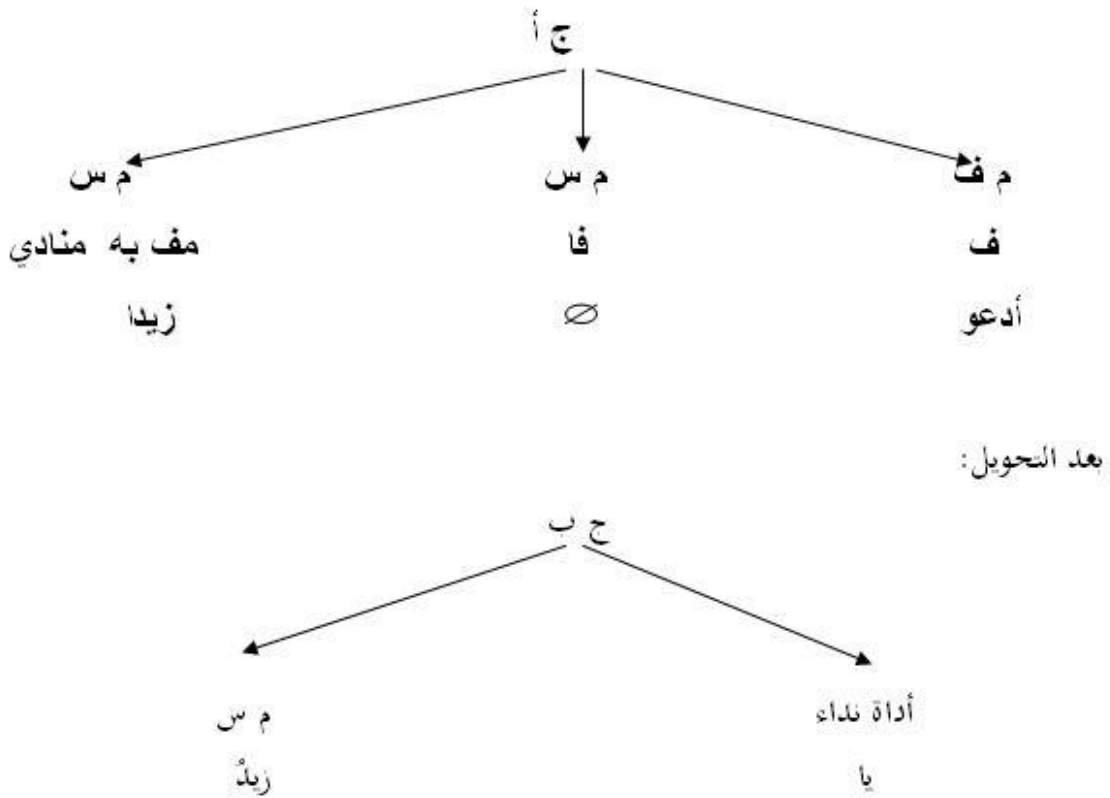 ج أ
م ف م س م س
ف فا مف به منادي
أدعو ∅ زيدا
بعد التحويل:
ج ب
أداة نداء م س
يا زيدُ